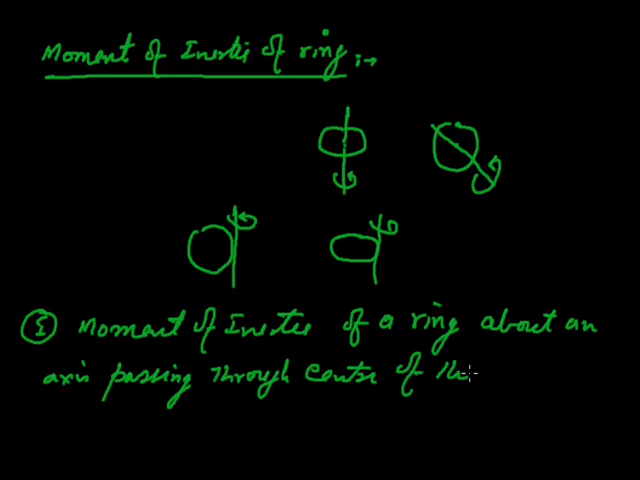 Moment of Inertia of ring :→
① Moment of Inertia of a ring about an
axis passing through centre of the